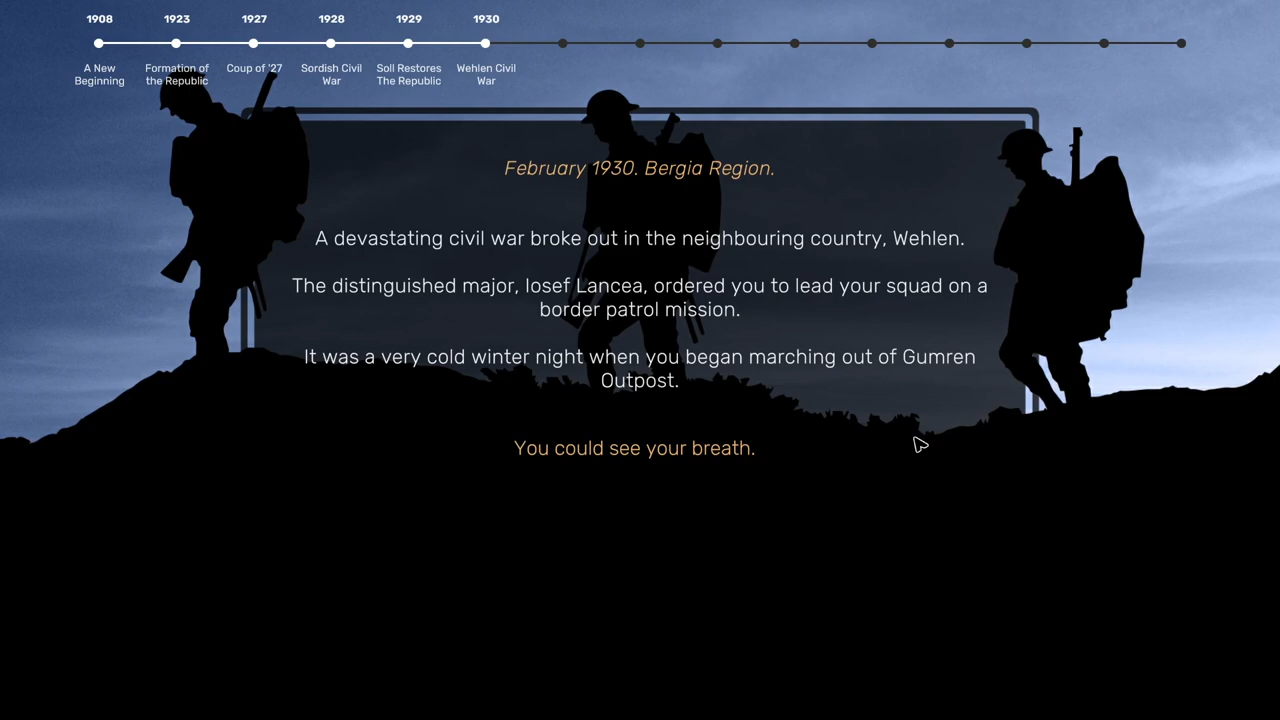 1908
1923
1927
1928
1929
1930
A New
Beginning
Formation of
the Republic
Coup of '27
Sordish Civil
War
Soll Restores
The Republic
Wehlen Civil
War
February 1930. Bergia Region.
A devastating civil war broke out in the neighbouring country, Wehlen.
The distinguished major, Iosef Lancea, ordered you to lead your squad on a
border patrol mission.
It was a very cold winter night when you began marching out of Gumren
Outpost.
You could see your breath.